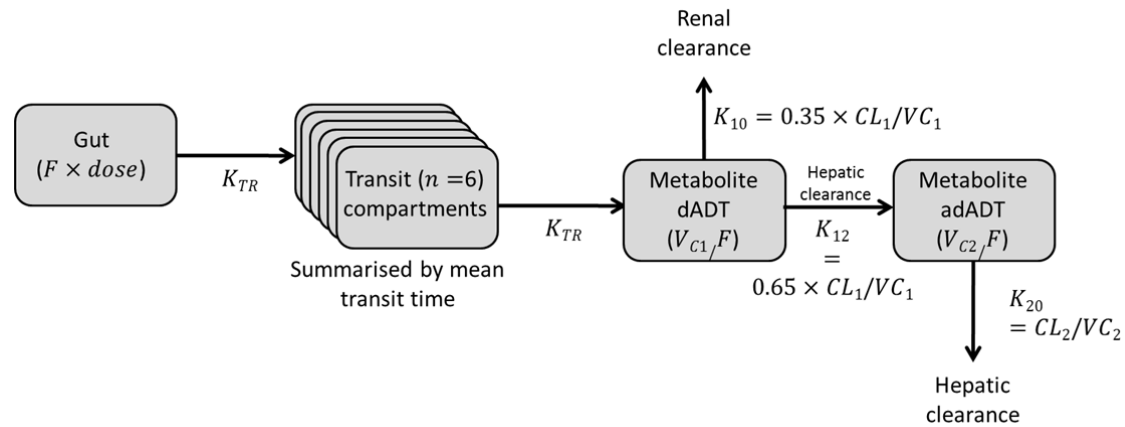 Renal
clearance
Gut
(F × dose)
K_TR
Transit (n =6)
compartments
Summarised by mean
transit time
K_TR
K_10 = 0.35 × CL_1/VC_1
Metabolite
dADT
(V_C1/F)
Hepatic
clearance
K_12
=
0.65 × CL_1/VC_1
Metabolite
adADT
(V_C2/F)
K_20
= CL_2/VC_2
Hepatic
clearance